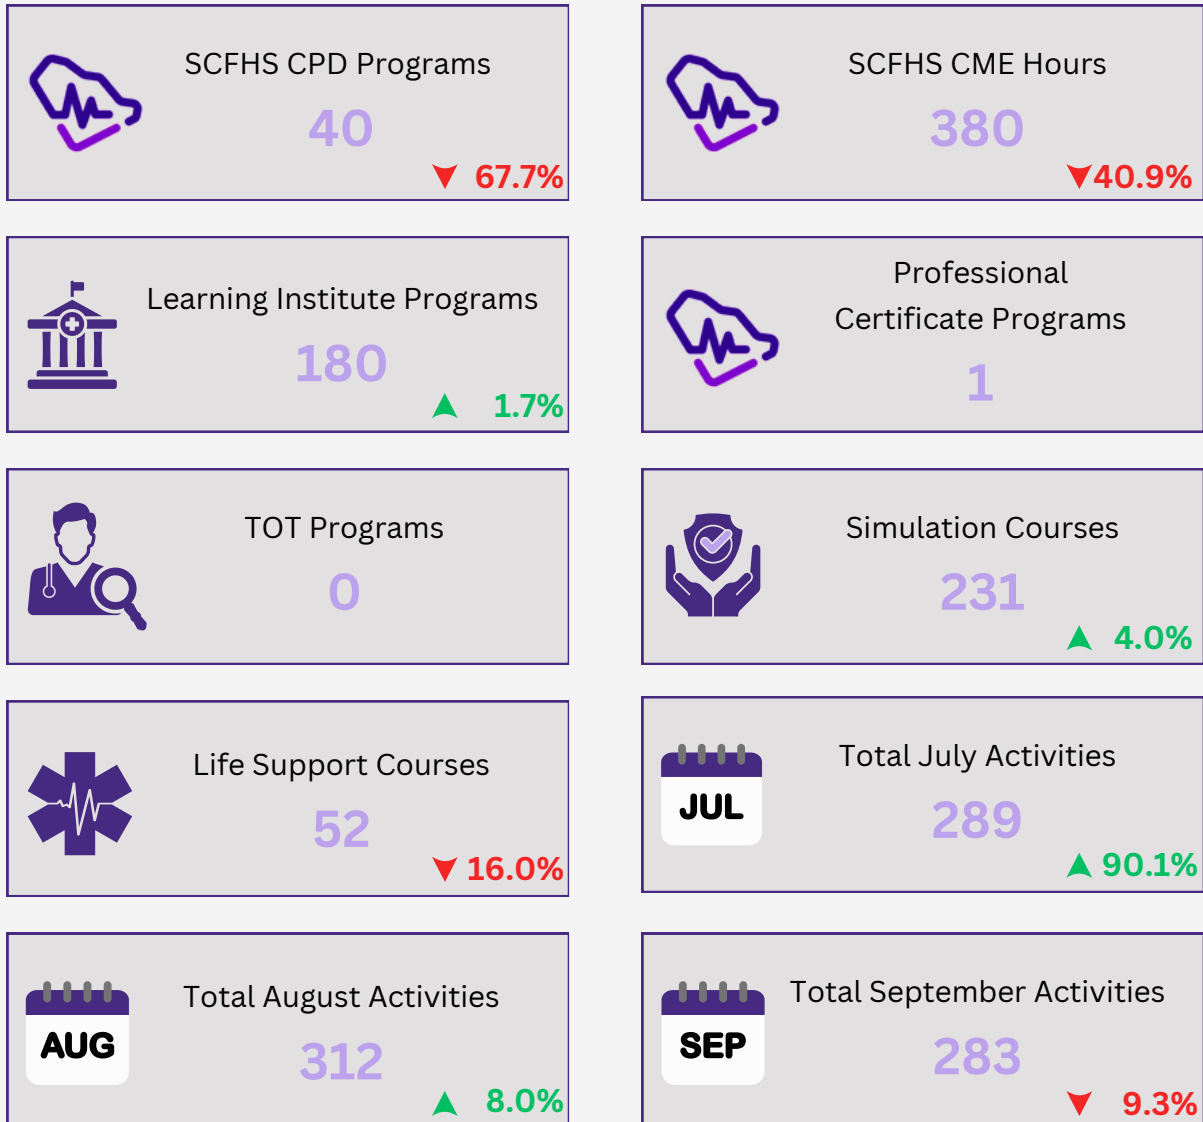 SCFHS CPD Programs
40
▼ 67.7%
SCFHS CME Hours
380
▼40.9%
Learning Institute Programs
180
▲ 1.7%
Professional
Certificate Programs
1
TOT Programs
0
Simulation Courses
231
▲ 4.0%
Life Support Courses
52
▼ 16.0%
JUL
Total July Activities
289
▲ 90.1%
AUG
Total August Activities
312
▲ 8.0%
SEP
Total September Activities
283
▼ 9.3%